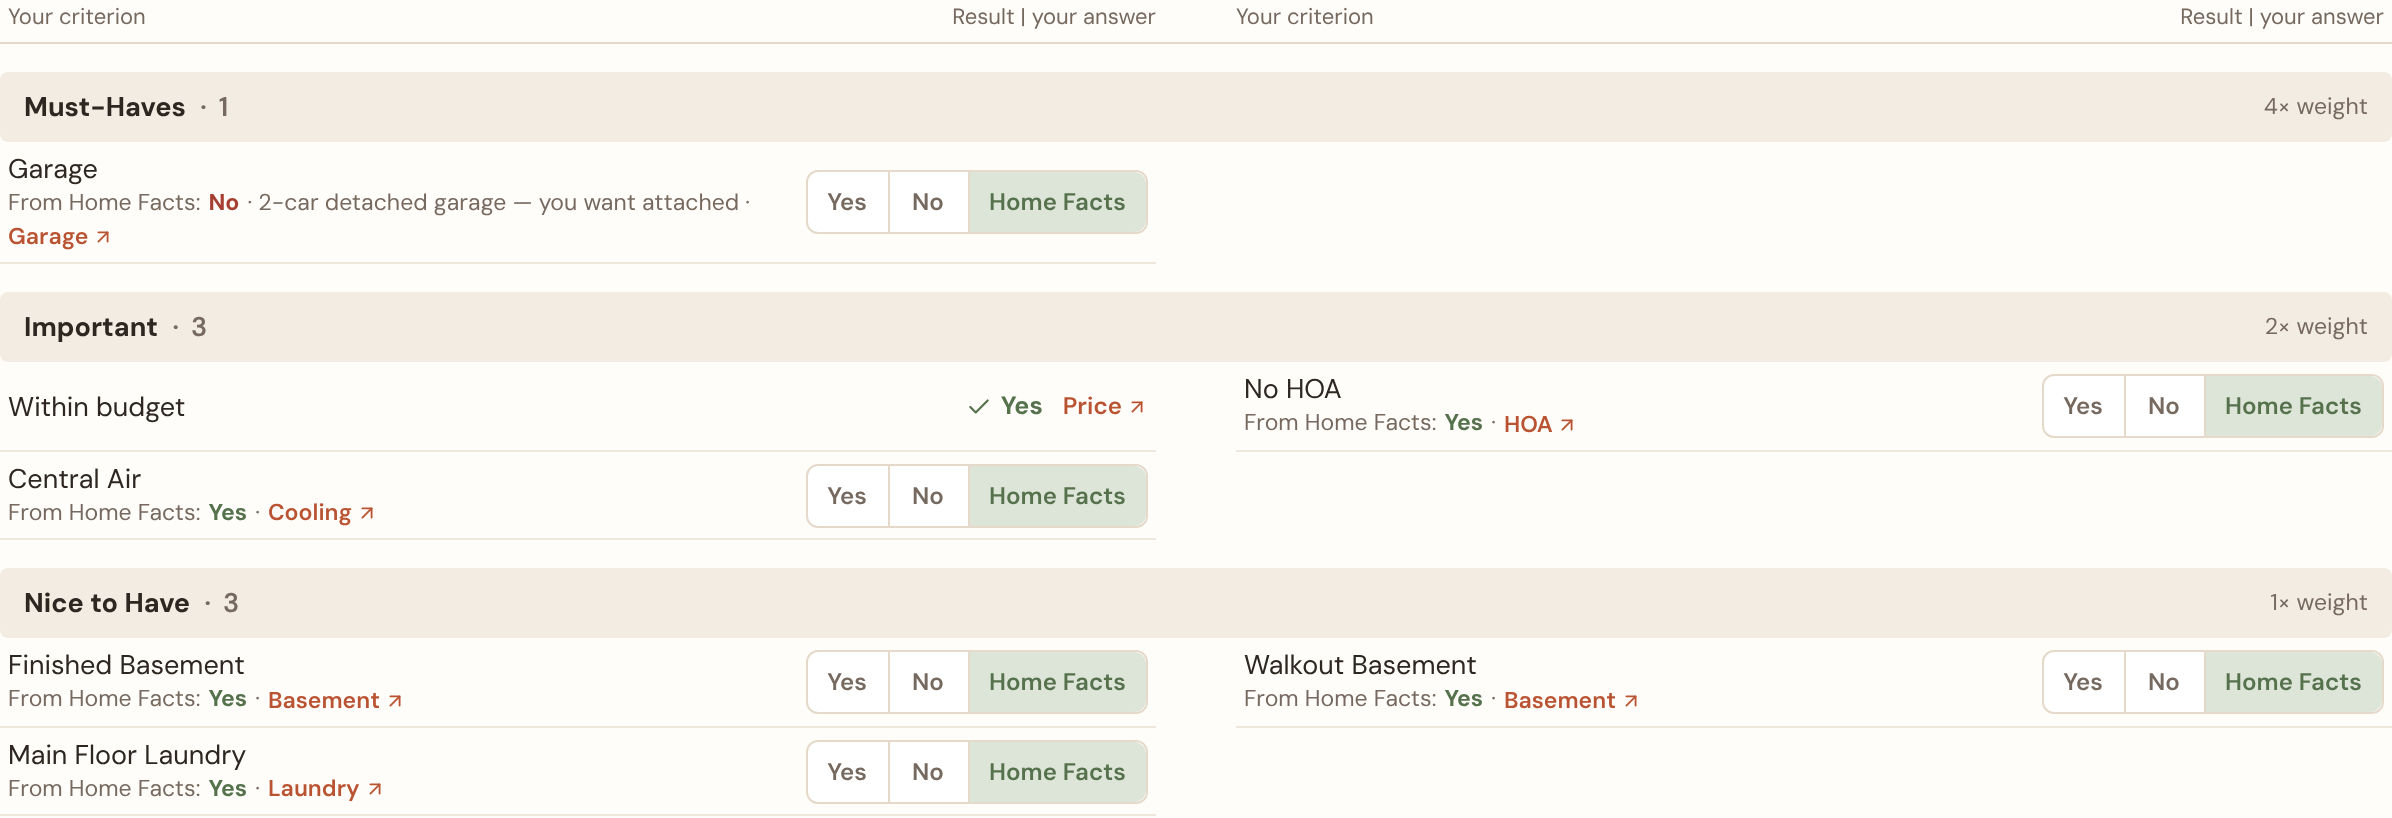 Your criterion Result | your answer Your criterion Result | your answer
Must-Haves · 1 4× weight
Garage
From Home Facts: No · 2-car detached garage — you want attached ·
Garage ↗
Yes No Home Facts
Important · 3 2× weight
Within budget ✓ Yes Price ↗
No HOA
From Home Facts: Yes · HOA ↗
Yes No Home Facts
Central Air
From Home Facts: Yes · Cooling ↗
Yes No Home Facts
Nice to Have · 3 1× weight
Finished Basement
From Home Facts: Yes · Basement ↗
Yes No Home Facts
Walkout Basement
From Home Facts: Yes · Basement ↗
Yes No Home Facts
Main Floor Laundry
From Home Facts: Yes · Laundry ↗
Yes No Home Facts